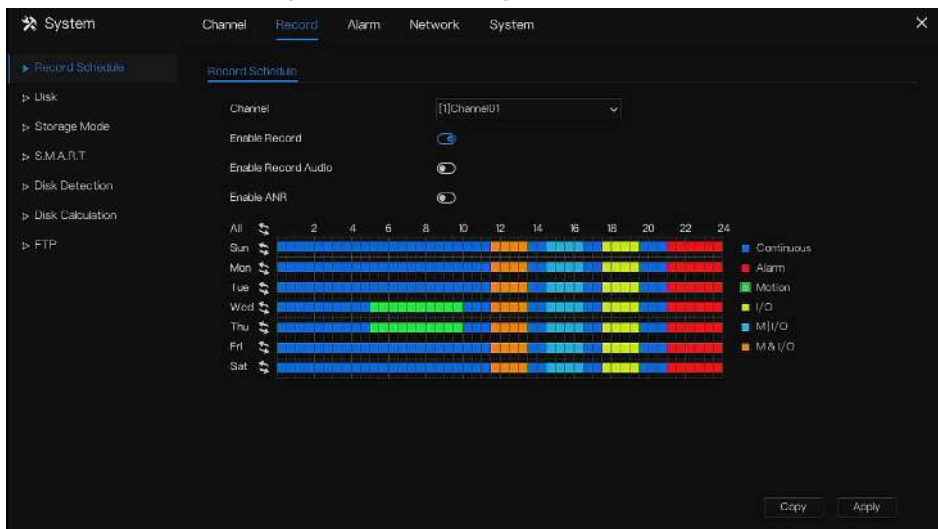 System
Channel Record Alarm Network System
Record Schedule
Disk
Storage Mode
S.M.A.R.T
Disk Detection
Disk Calculation
FTP
Record Schedule
Channel [1]Channel01
Enable Record
Enable Record Audio
Enable ANR
All 2 4 6 8 10 12 14 16 18 20 22 24
Sun
Mon
Tue
Wed
Thu
Fri
Sat
Continuous
Alarm
Motion
I/O
M|I/O
M & I/O
Copy Apply